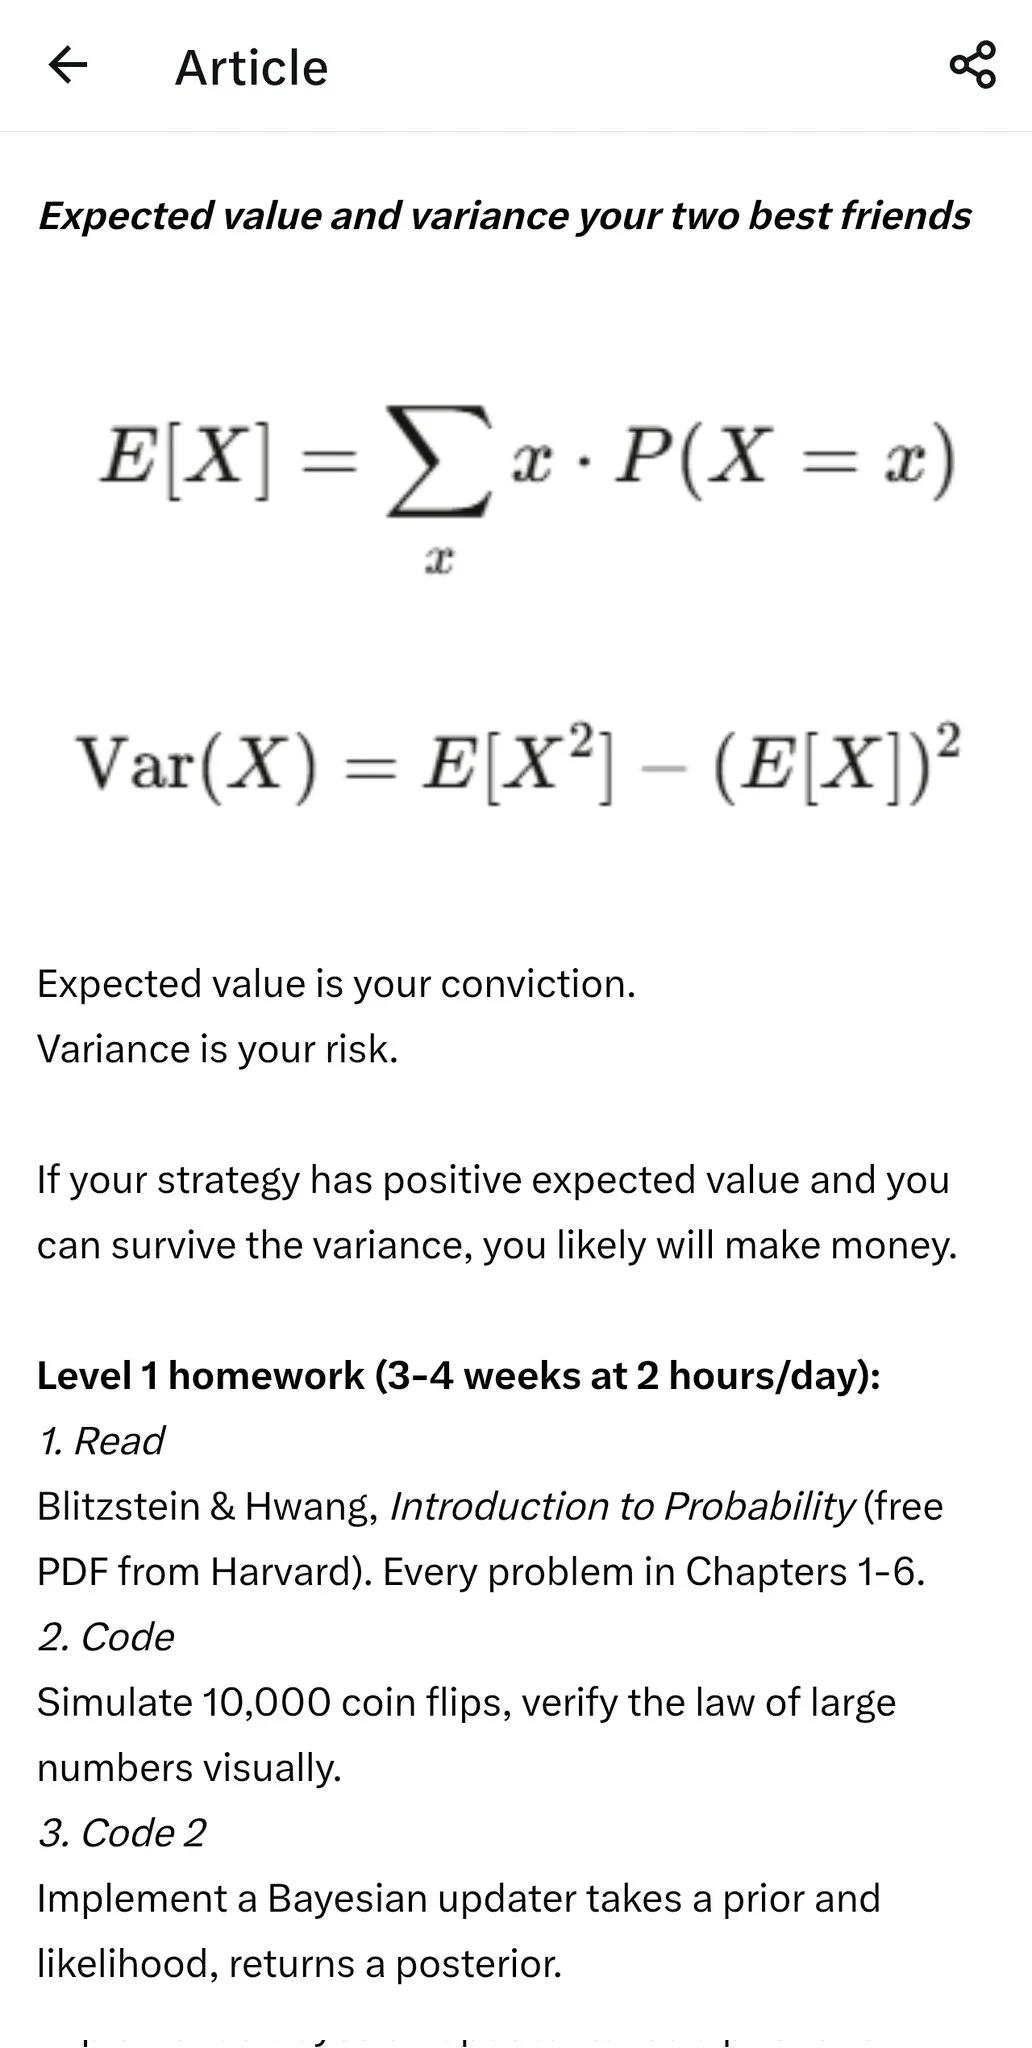 Article
Expected value and variance your two best friends
E[X] = ∑ x · P(X = x)
x
Var(X) = E[X²] − (E[X])²
Expected value is your conviction.
Variance is your risk.
If your strategy has positive expected value and you
can survive the variance, you likely will make money.
Level 1 homework (3-4 weeks at 2 hours/day):
1. Read
Blitzstein & Hwang, Introduction to Probability (free
PDF from Harvard). Every problem in Chapters 1-6.
2. Code
Simulate 10,000 coin flips, verify the law of large
numbers visually.
3. Code 2
Implement a Bayesian updater takes a prior and
likelihood, returns a posterior.